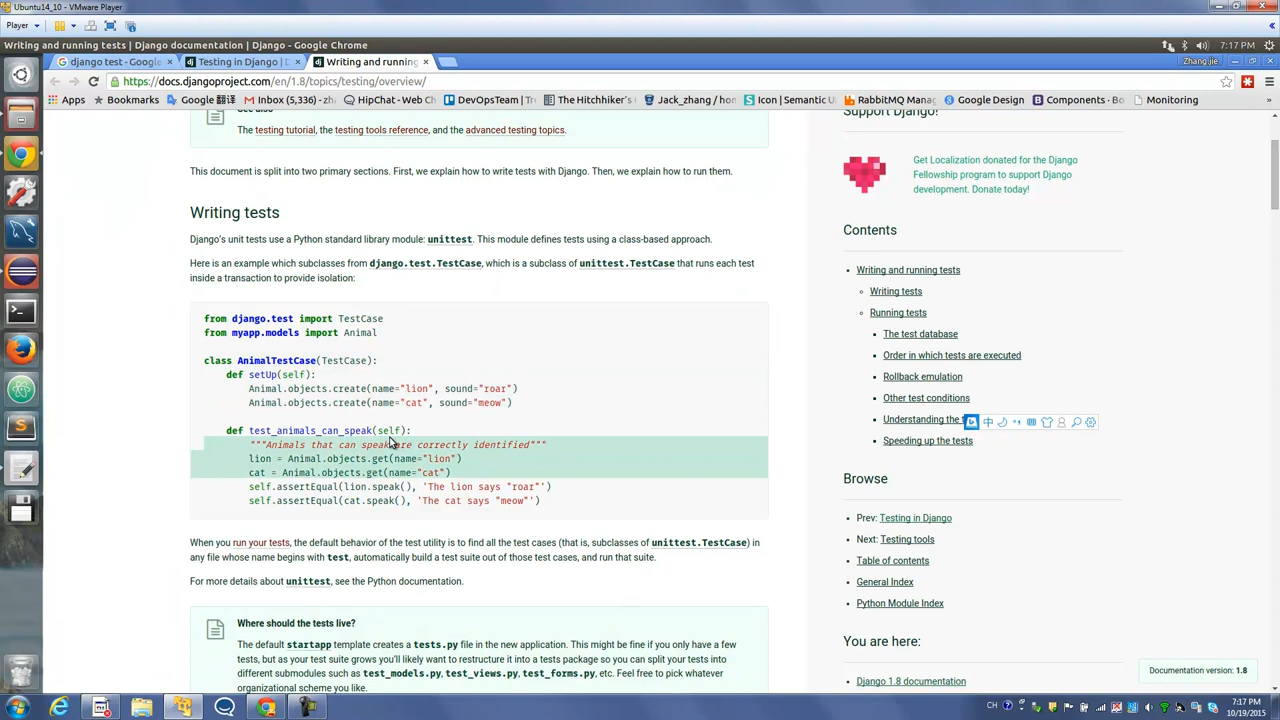 Ubuntu14_10 - VMware Player
Player
Writing and running tests | Django documentation | Django - Google Chrome
7:17 PM
django test - Google
Testing in Django | D
Writing and running
Zhangjie
https://docs.djangoproject.com/en/1.8/topics/testing/overview/
Apps Bookmarks Google 翻译 Inbox (5,336) - zh HipChat - Web C DevOpsTeam | Tr The Hitchhiker's Jack_zhang / hon Icon | Semantic U RabbitMQ Mana Google Design Components · Bo Monitoring »
See also
The testing tutorial, the testing tools reference, and the advanced testing topics.
This document is split into two primary sections. First, we explain how to write tests with Django. Then, we explain how to run them.
Writing tests
Django's unit tests use a Python standard library module: unittest. This module defines tests using a class-based approach.
Here is an example which subclasses from django.test.TestCase, which is a subclass of unittest.TestCase that runs each test
inside a transaction to provide isolation:
from django.test import TestCase
from myapp.models import Animal
class AnimalTestCase(TestCase):
def setUp(self):
Animal.objects.create(name="lion", sound="roar")
Animal.objects.create(name="cat", sound="meow")
def test_animals_can_speak(self):
"""Animals that can speak are correctly identified"""
lion = Animal.objects.get(name="lion")
cat = Animal.objects.get(name="cat")
self.assertEqual(lion.speak(), 'The lion says "roar"')
self.assertEqual(cat.speak(), 'The cat says "meow"')
When you run your tests, the default behavior of the test utility is to find all the test cases (that is, subclasses of unittest.TestCase) in
any file whose name begins with test, automatically build a test suite out of those test cases, and run that suite.
For more details about unittest, see the Python documentation.
Where should the tests live?
The default startapp template creates a tests.py file in the new application. This might be fine if you only have a few
tests, but as your test suite grows you'll likely want to restructure it into a tests package so you can split your tests into
different submodules such as test_models.py, test_views.py, test_forms.py, etc. Feel free to pick whatever
organizational scheme you like.
Support Django!
Get Localization donated for the Django
Fellowship program to support Django
development. Donate today!
Contents
Writing and running tests
Writing tests
Running tests
The test database
Order in which tests are executed
Rollback emulation
Other test conditions
Understanding the t
中
Speeding up the tests
Browse
Prev: Testing in Django
Next: Testing tools
Table of contents
General Index
Python Module Index
You are here:
Django 1.8 documentation
Documentation version: 1.8
CH
7:17 PM
10/19/2015